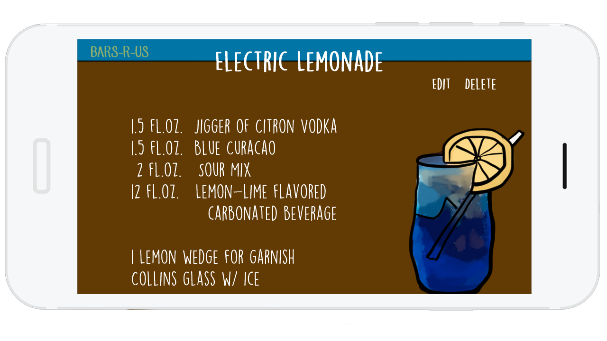 BARS-R-US
ELECTRIC LEMONADE
EDIT DELETE
1.5 FL.OZ. JIGGER OF CITRON VODKA
1.5 FL.OZ. BLUE CURACAO
2 FL.OZ. SOUR MIX
12 FL.OZ. LEMON-LIME FLAVORED
CARBONATED BEVERAGE
1 LEMON WEDGE FOR GARNISH
COLLINS GLASS W/ ICE